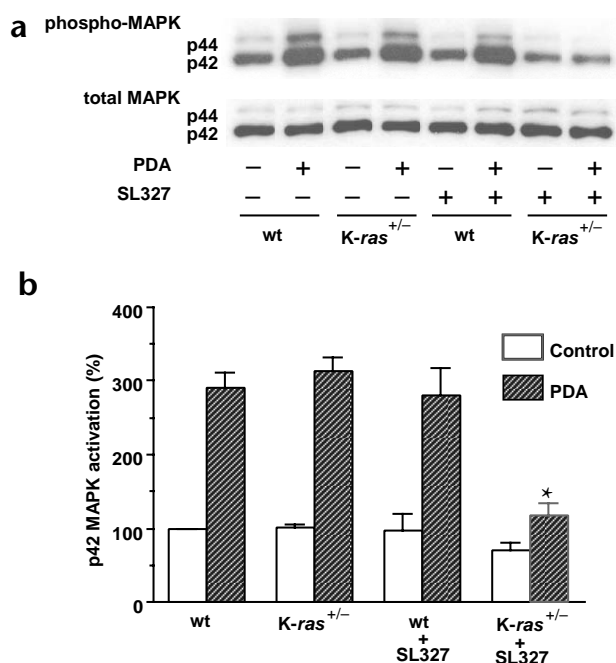 a
phospho-MAPK
p44
p42
total MAPK
p44
p42
PDA − + − + − + − +
SL327 − − − − + + + +
wt K-ras+/− wt K-ras+/−
b
p42 MAPK activation (%)
400
300
200
100
0
Control
PDA
*
wt
K-ras+/−
wt
+
SL327
K-ras+/−
+
SL327